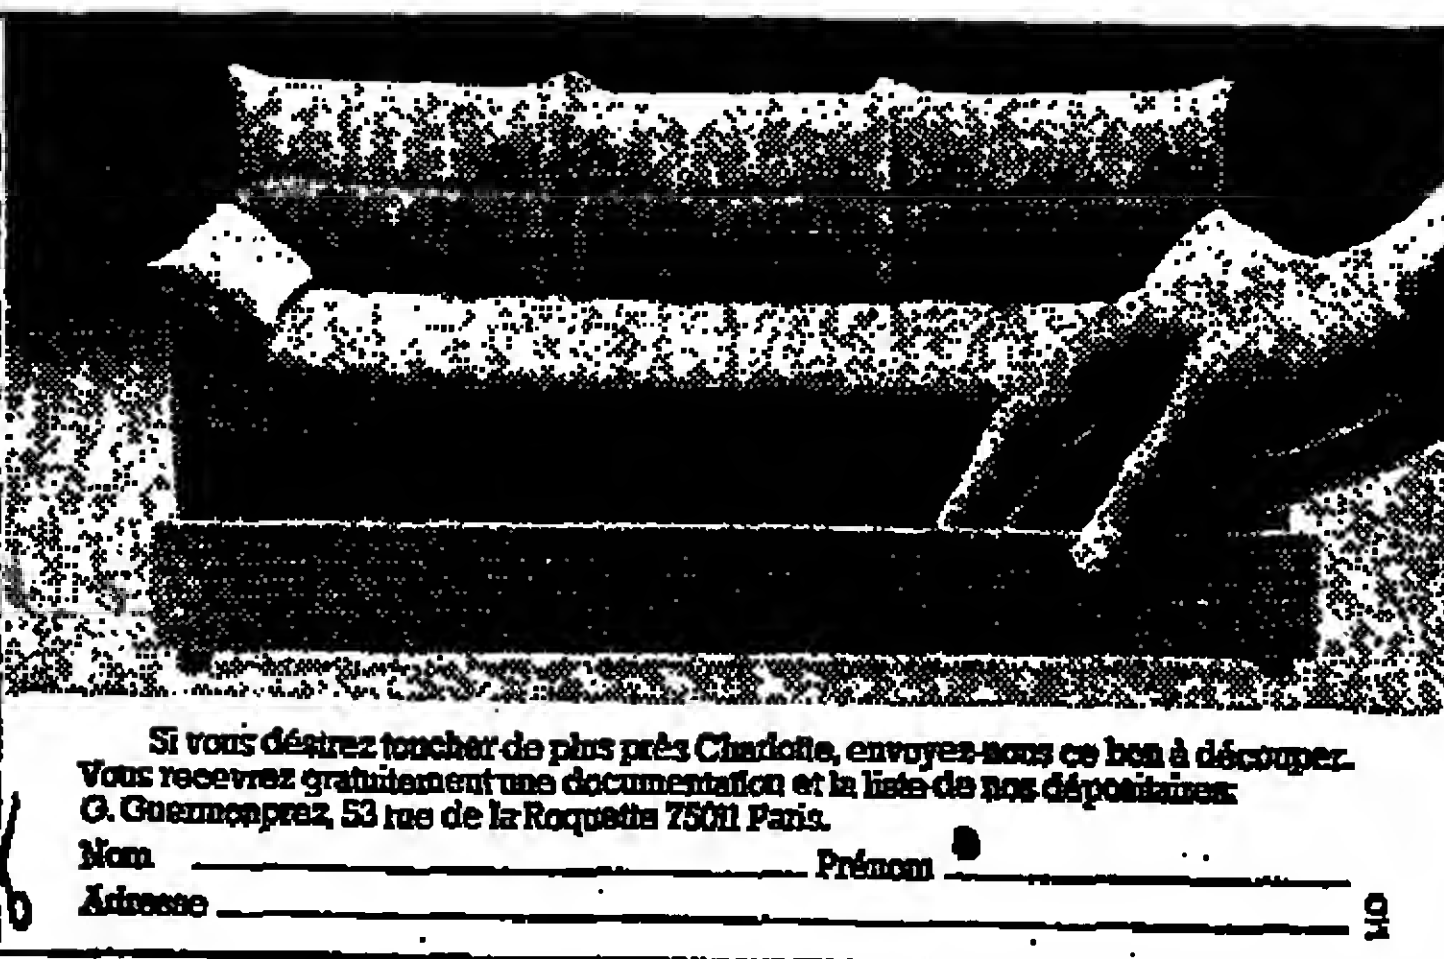 Si vous désirez toucher de plus près Charlotte, envoyez-nous ce bon à découper.
Vous recevrez gratuitement une documentation et la liste de nos dépositaires.
G. Guermonprez, 53 rue de la Roquette 75011 Paris.
Nom Prénom
Adresse